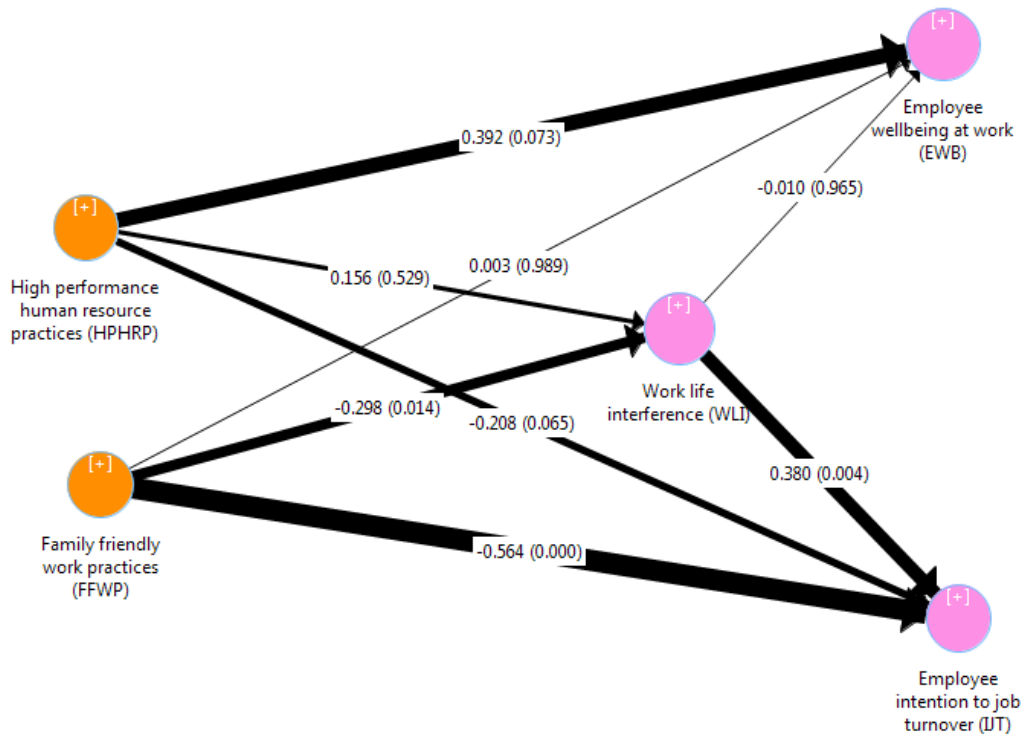 [+]
Employee
wellbeing at work
(EWB)
0.392 (0.073)
-0.010 (0.965)
[+]
High performance
human resource
practices (HPHRP)
0.156 (0.529)
0.003 (0.989)
[+]
Work life
interference (WLI)
-0.298 (0.014)
-0.208 (0.065)
[+]
Family friendly
work practices
(FFWP)
0.380 (0.004)
-0.564 (0.000)
[+]
Employee
intention to job
turnover (IJT)